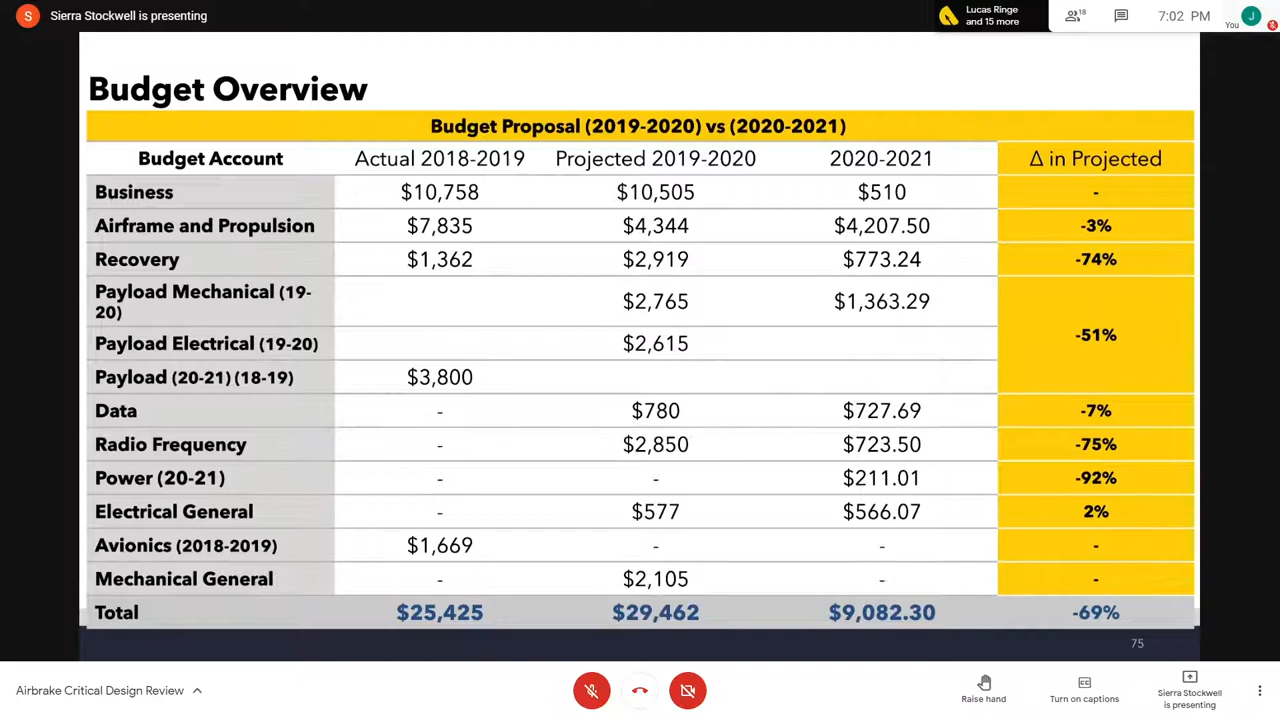 S Sierra Stockwell is presenting
Lucas Ringe
and 15 more
18
7:02 PM
You
J
Budget Overview
Budget Proposal (2019-2020) vs (2020-2021)
Budget Account Actual 2018-2019 Projected 2019-2020 2020-2021 Δ in Projected
Business $10,758 $10,505 $510 -
Airframe and Propulsion $7,835 $4,344 $4,207.50 -3%
Recovery $1,362 $2,919 $773.24 -74%
Payload Mechanical (19-
20) $2,765 $1,363.29
Payload Electrical (19-20) $2,615 -51%
Payload (20-21) (18-19) $3,800
Data - $780 $727.69 -7%
Radio Frequency - $2,850 $723.50 -75%
Power (20-21) - - $211.01 -92%
Electrical General - $577 $566.07 2%
Avionics (2018-2019) $1,669 - - -
Mechanical General - $2,105 - -
Total $25,425 $29,462 $9,082.30 -69%
75
Airbrake Critical Design Review
Raise hand
CC
Turn on captions
Sierra Stockwell
is presenting